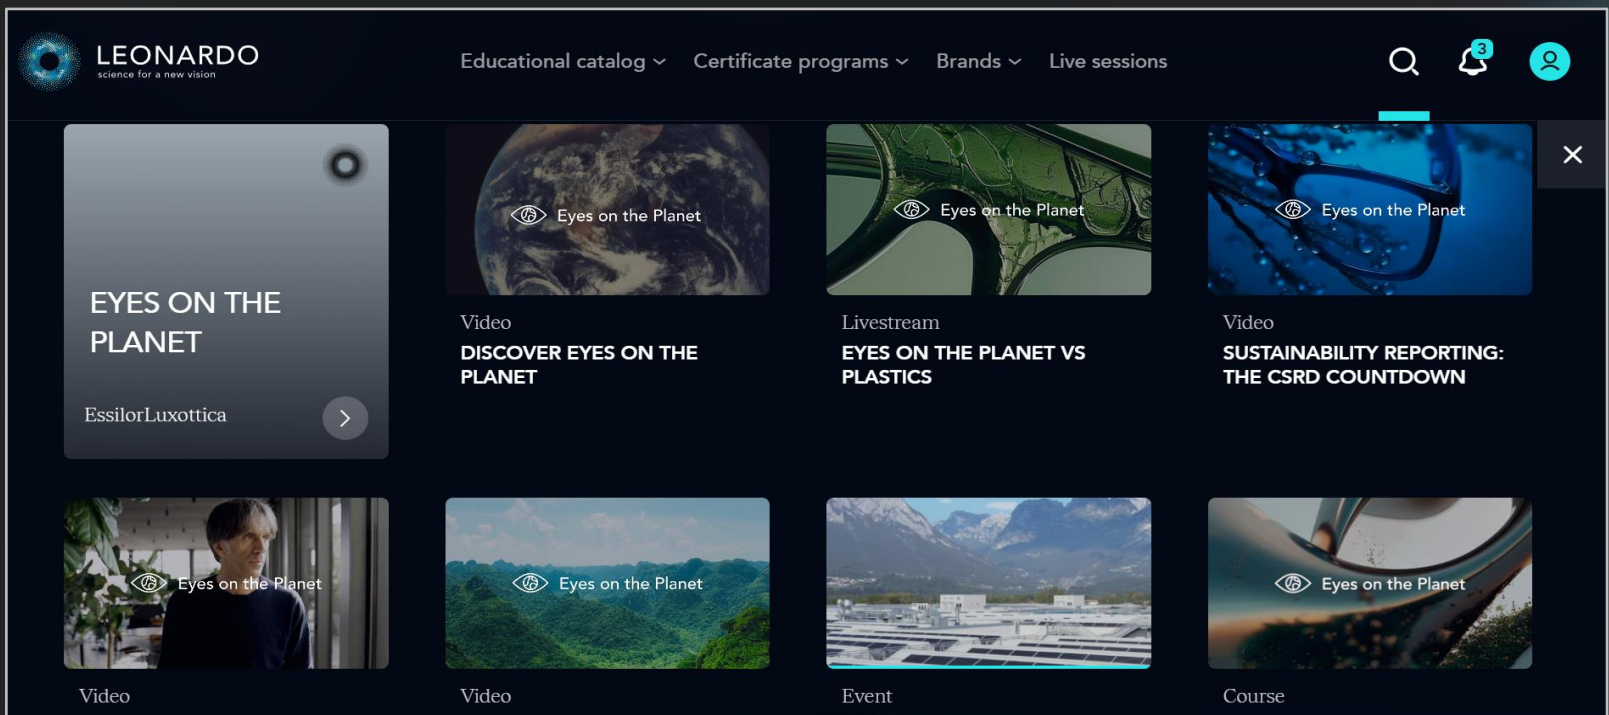 LEONARDO
science for a new vision
Educational catalog
Certificate programs
Brands
Live sessions
3
EYES ON THE
PLANET
EssilorLuxottica
Eyes on the Planet
Video
DISCOVER EYES ON THE
PLANET
Eyes on the Planet
Livestream
EYES ON THE PLANET VS
PLASTICS
Eyes on the Planet
Video
SUSTAINABILITY REPORTING:
THE CSRD COUNTDOWN
Eyes on the Planet
Video
Eyes on the Planet
Video
Event
Eyes on the Planet
Course